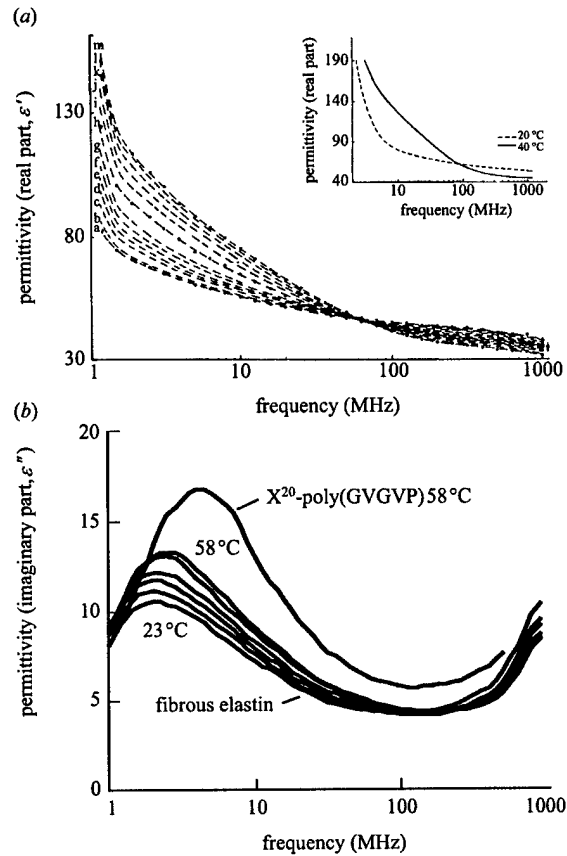 (a)
permittivity (real part, ε′)
130
80
30
m
l
k
j
i
h
g
f
e
d
c
b
a
1
10
100
1000
frequency (MHz)
permittivity (real part)
190
140
90
40
20 °C
40 °C
10
100
1000
frequency (MHz)
(b)
permittivity (imaginary part, ε″)
20
15
10
5
0
X²⁰-poly(GVGVP) 58 °C
58 °C
23 °C
fibrous elastin
1
10
100
1000
frequency (MHz)